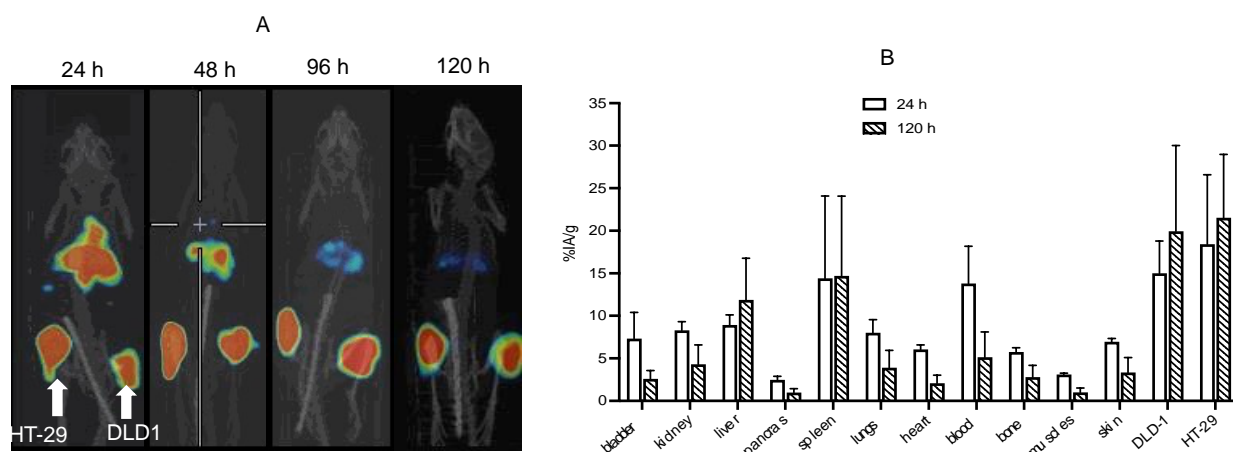 A
24 h 48 h 96 h 120 h
HT-29 DLD1
B
24 h
120 h
35
30
25
20
15
10
5
0
%IA/g
bladder kidney liver pancreas spleen lungs heart blood bone muscles skin DLD-1 HT-29